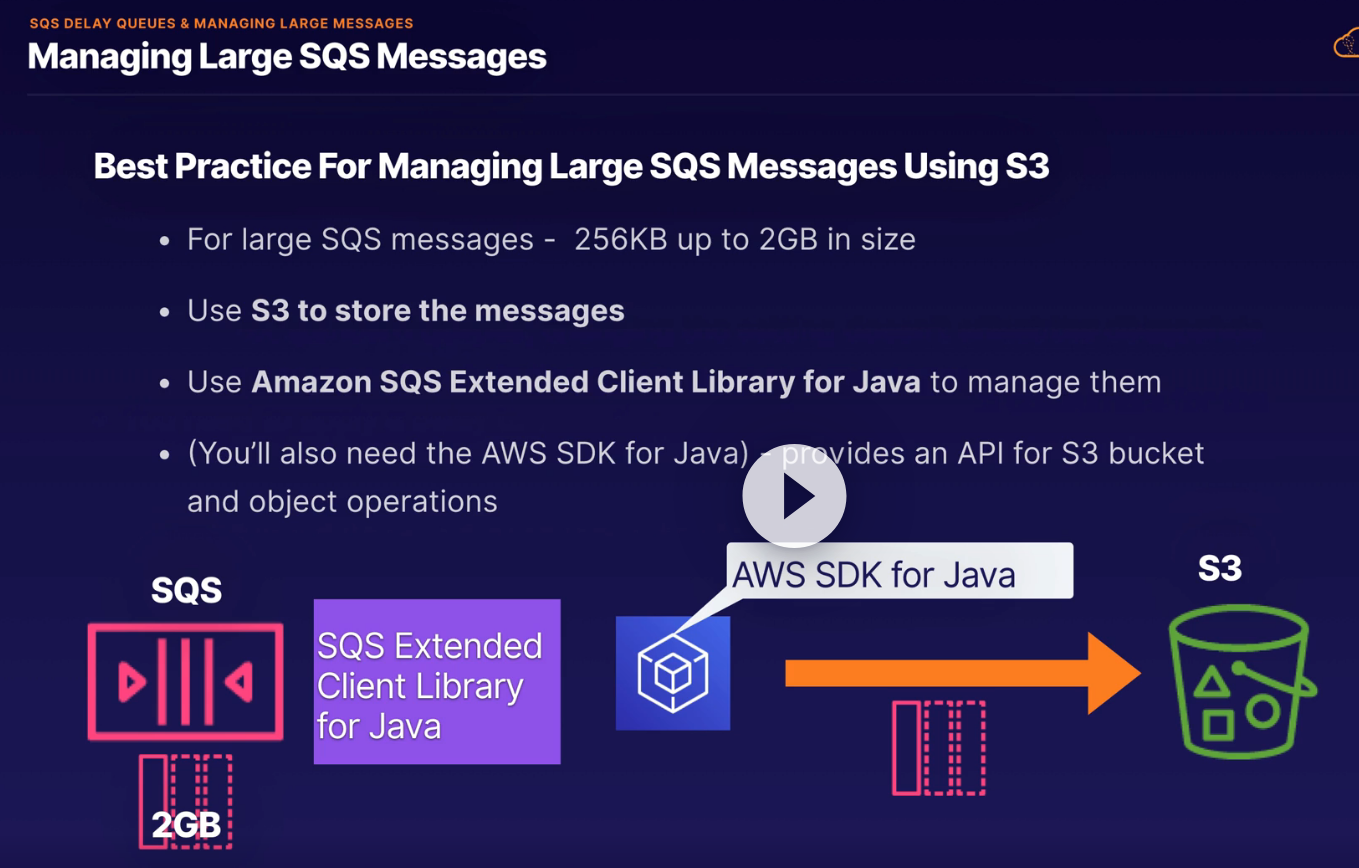 SQS DELAY QUEUES & MANAGING LARGE MESSAGES
Managing Large SQS Messages
Best Practice For Managing Large SQS Messages Using S3
• For large SQS messages - 256KB up to 2GB in size
• Use S3 to store the messages
• Use Amazon SQS Extended Client Library for Java to manage them
• (You’ll also need the AWS SDK for Java) - provides an API for S3 bucket
and object operations
SQS
SQS Extended
Client Library
for Java
AWS SDK for Java
S3
2GB